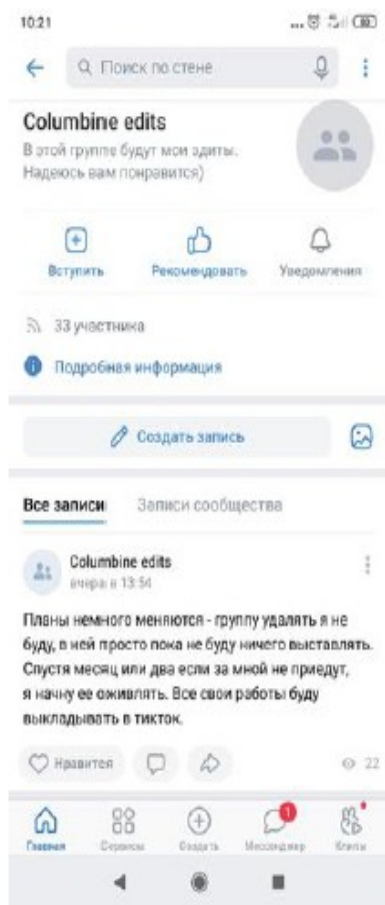 10:21
Поиск по стене
Columbine edits
В этой группе будут мои эдиты.
Надеюсь вам понравится)
Вступить
Рекомендовать
Уведомления
33 участника
Подробная информация
Создать запись
Все записи
Записи сообщества
Columbine edits
вчера в 13:54
Планы немного меняются - группу удалять я не
буду, в ней просто пока не буду ничего выставлять.
Спустя месяц или два если за мной не приедут,
я начну ее оживлять. Все свои работы буду
выкладывать в тикток.
Нравится
22
1
Главная
Сервисы
Создать
Мессенджер
Клипы